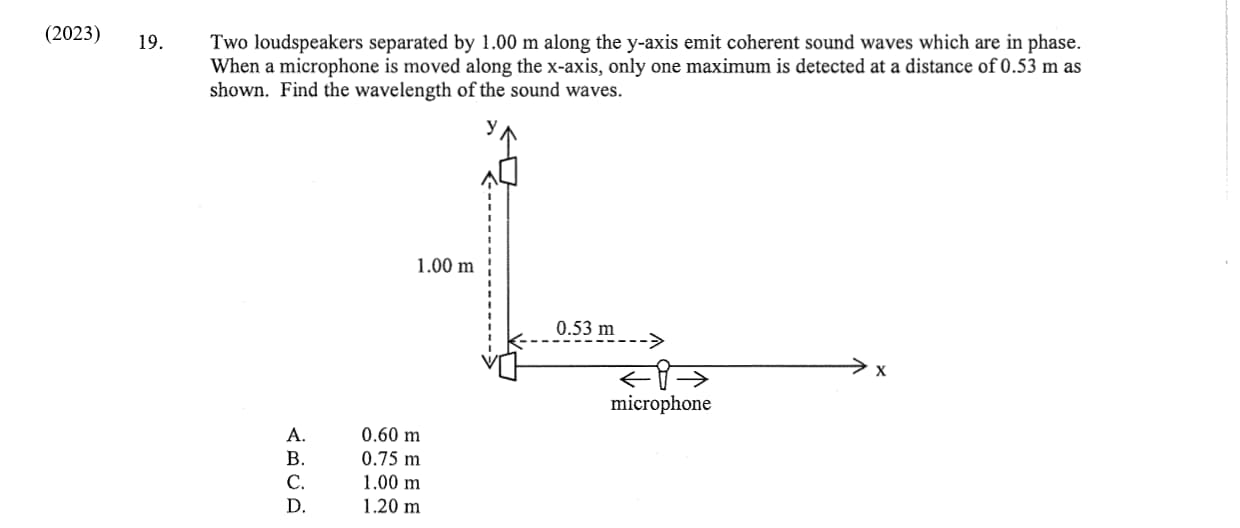 (2023)
19. Two loudspeakers separated by 1.00 m along the y-axis emit coherent sound waves which are in phase.
When a microphone is moved along the x-axis, only one maximum is detected at a distance of 0.53 m as
shown. Find the wavelength of the sound waves.
y
1.00 m
0.53 m
x
microphone
A. 0.60 m
B. 0.75 m
C. 1.00 m
D. 1.20 m